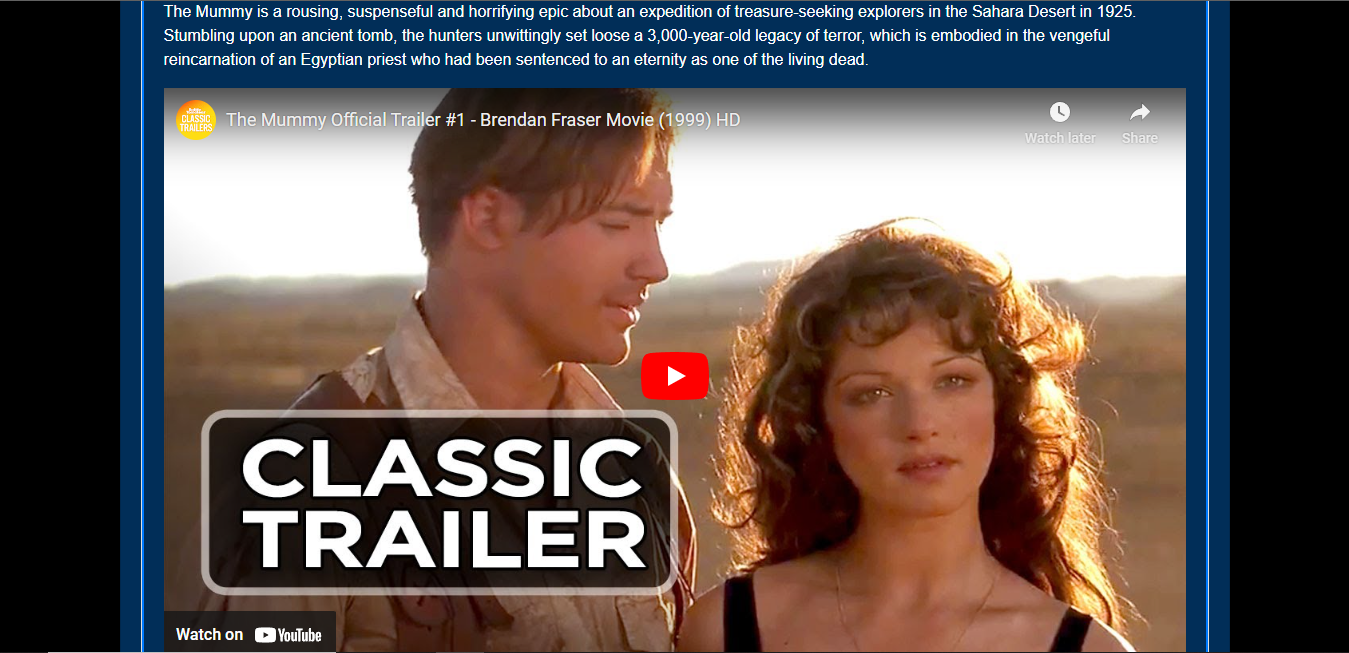 The Mummy is a rousing, suspenseful and horrifying epic about an expedition of treasure-seeking explorers in the Sahara Desert in 1925.
Stumbling upon an ancient tomb, the hunters unwittingly set loose a 3,000-year-old legacy of terror, which is embodied in the vengeful
reincarnation of an Egyptian priest who had been sentenced to an eternity as one of the living dead.
CLASSIC
TRAILERS
The Mummy Official Trailer #1 - Brendan Fraser Movie (1999) HD
Watch later
Share
CLASSIC
TRAILER
Watch on YouTube